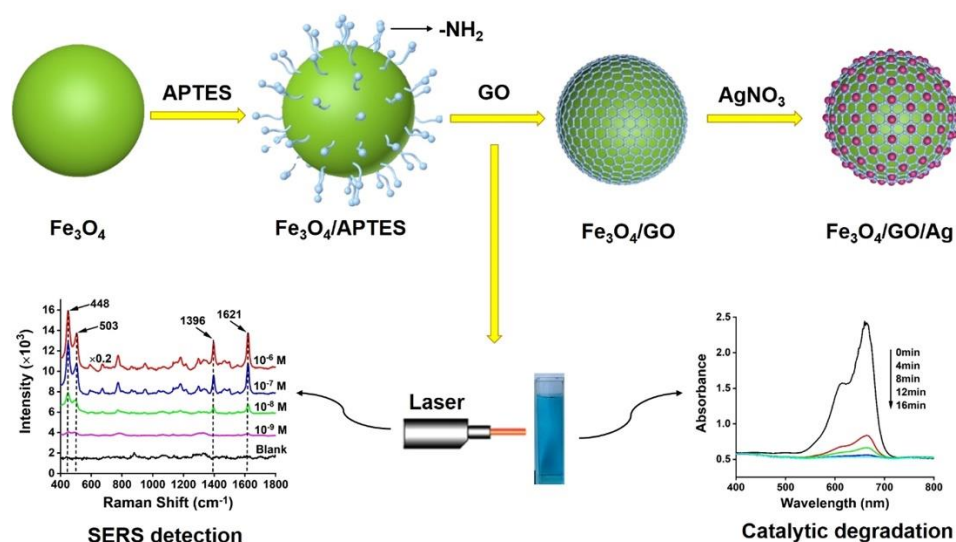 -NH₂
APTES
GO
AgNO₃
Fe₃O₄
Fe₃O₄/APTES
Fe₃O₄/GO
Fe₃O₄/GO/Ag
448
503
1396
1621
×0.2
10⁻⁶ M
10⁻⁷ M
10⁻⁸ M
10⁻⁹ M
Blank
Intensity (×10³)
16
14
12
10
8
6
4
2
0
400 600 800 1000 1200 1400 1600 1800
Raman Shift (cm⁻¹)
SERS detection
Laser
Absorbance
2.5
2.0
1.5
1.0
0.5
0min
4min
8min
12min
16min
400 500 600 700 800
Wavelength (nm)
Catalytic degradation